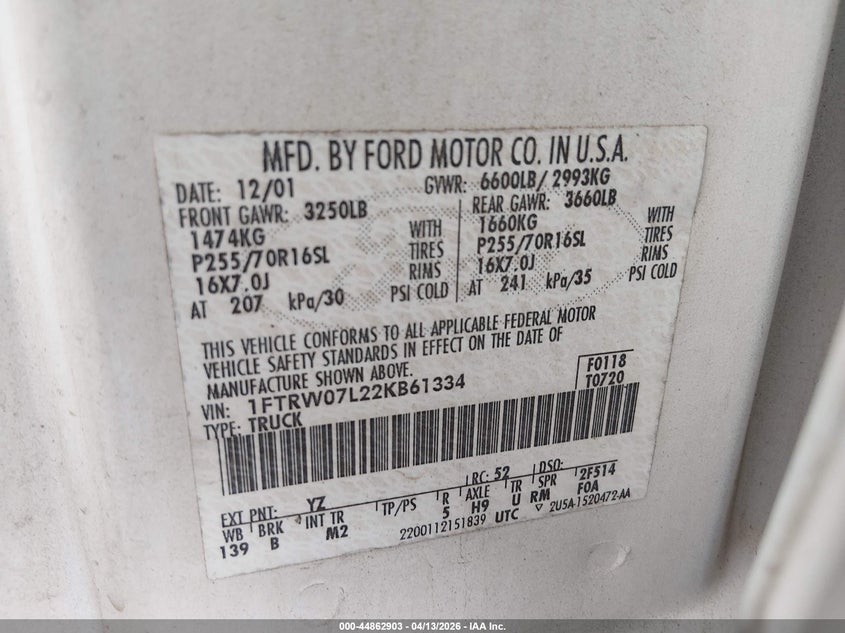 MFD. BY FORD MOTOR CO. IN U.S.A.
DATE: 12/01 GVWR: 6600LB/ 2993KG
FRONT GAWR: 3250LB
1474KG WITH
P255/70R16SL TIRES
16X7.0J RIMS
AT 207 kPa/30 PSI COLD
REAR GAWR: 3660LB
1660KG WITH
P255/70R16SL TIRES
16X7.0J RIMS
AT 241 kPa/35 PSI COLD
THIS VEHICLE CONFORMS TO ALL APPLICABLE FEDERAL MOTOR
VEHICLE SAFETY STANDARDS IN EFFECT ON THE DATE OF
MANUFACTURE SHOWN ABOVE.
VIN: 1FTRW07L22KB61334
F0118
T0720
TYPE: TRUCK
EXT PNT: YZ RC: 52 DSO: 2F514
WB BRK INT TR TP/PS R AXLE TR SPR
139 B M2 5 H9 U RM F0A
2200112151839 UTC ▽ 2U5A-1520472-AA
000-44862903 - 04/13/2026 - IAA Inc.